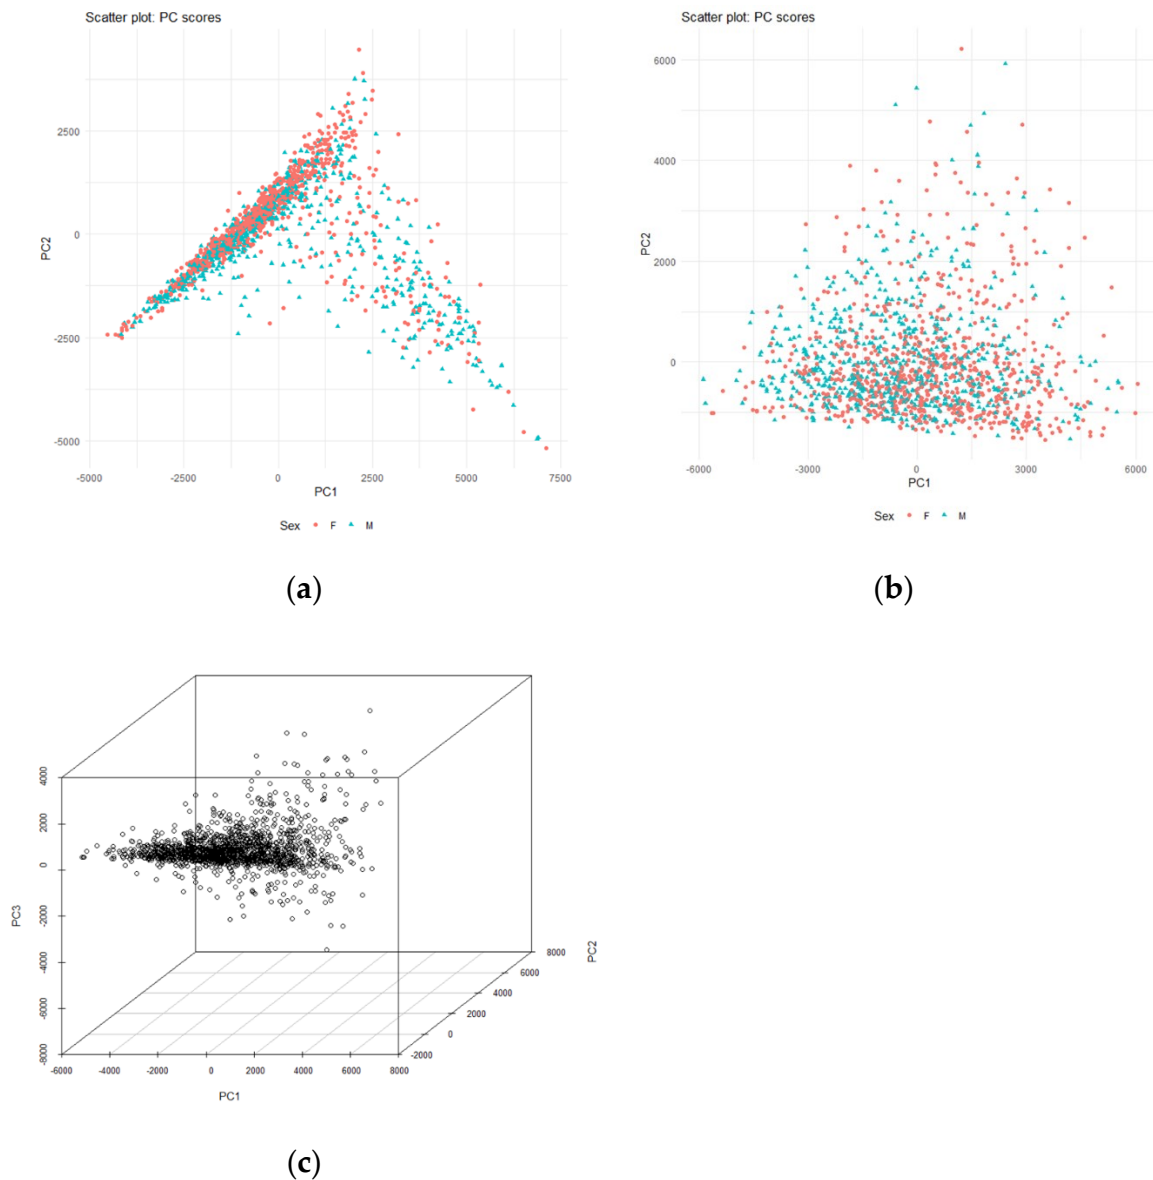 Scatter plot: PC scores
PC2
2500
0
-2500
-5000
-5000 -2500 0 2500 5000 7500
PC1
Sex F M
(a)
Scatter plot: PC scores
PC2
6000
4000
2000
0
-6000 -3000 0 3000 6000
PC1
Sex F M
(b)
PC3
4000
2000
0
-2000
-4000
-6000
-8000
-6000 -4000 -2000 0 2000 4000 6000 8000
PC1
-2000
0
2000
4000
6000
8000
PC2
(c)